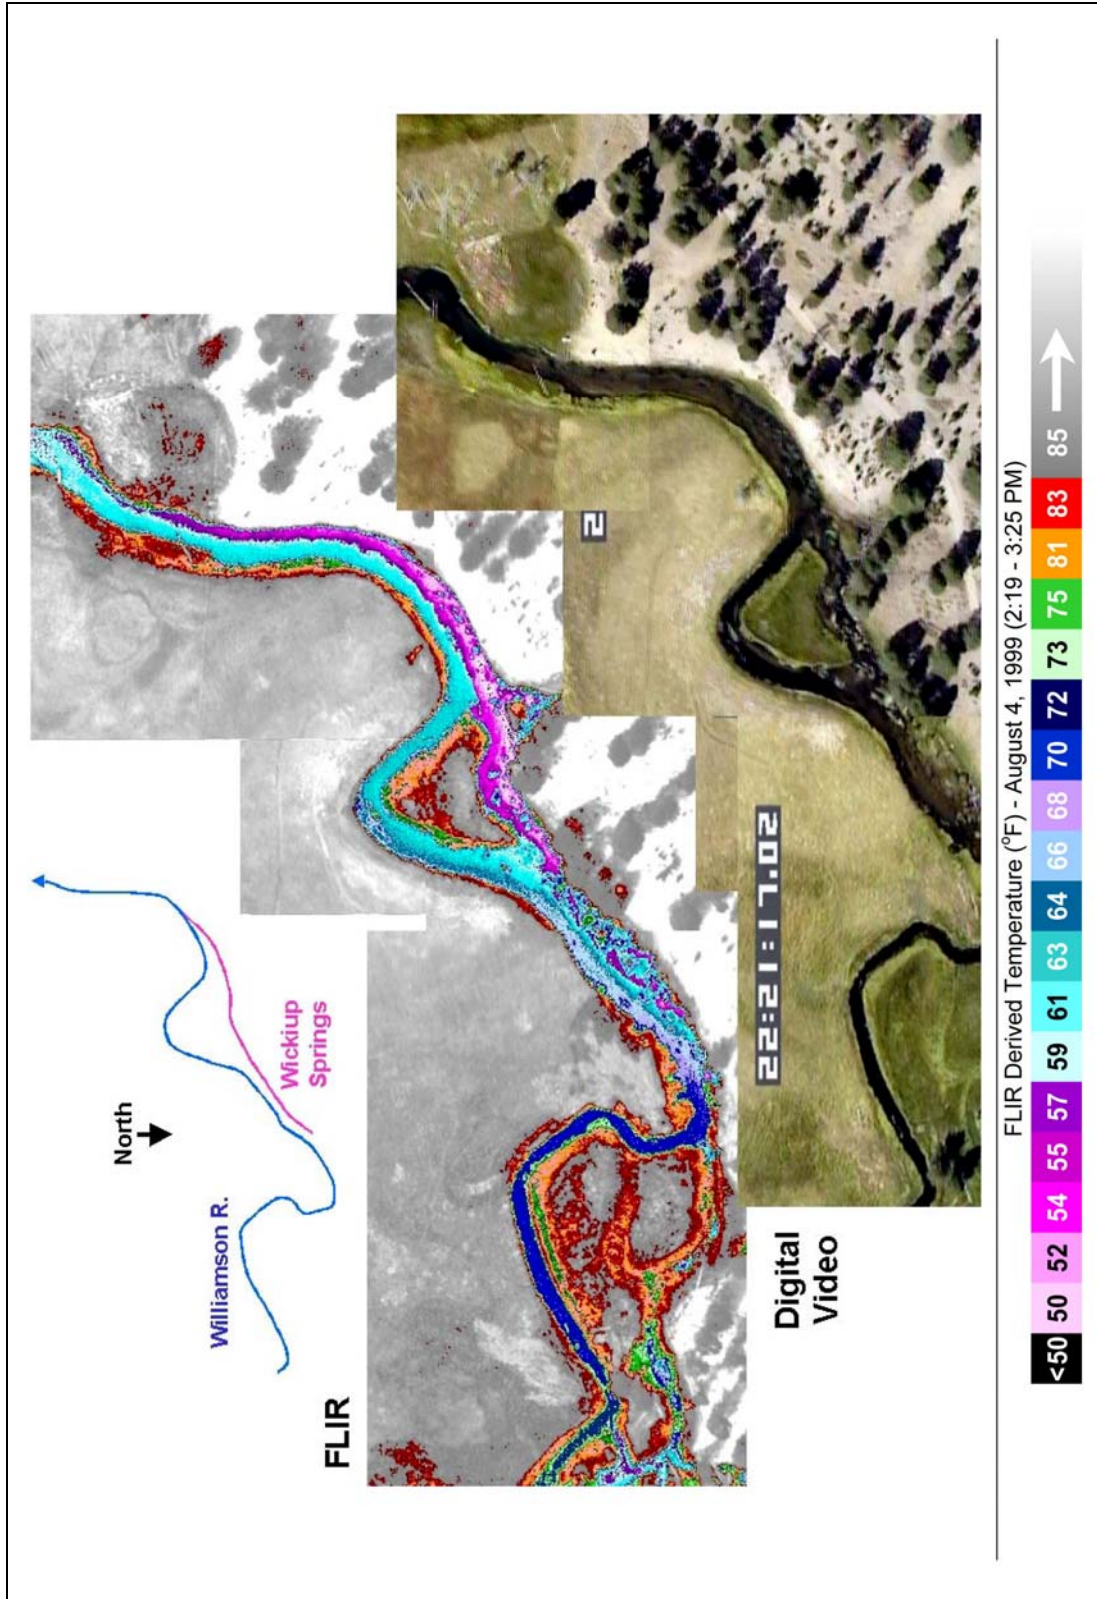 FLIR
Williamson R.
North
Wickiup
Springs
2
22:21:17.02
Digital
Video
FLIR Derived Temperature (°F) - August 4, 1999 (2:19 - 3:25 PM)
<50 50 52 54 55 57 59 61 63 64 66 68 70 72 73 75 81 83 85